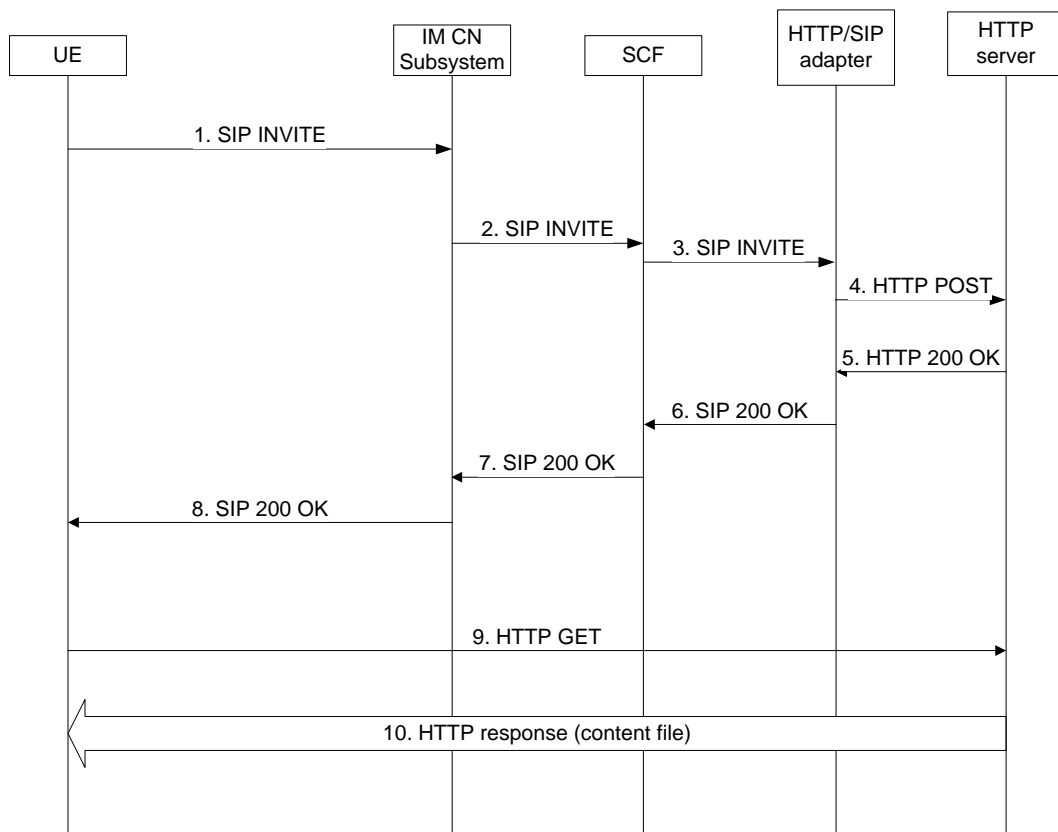 UE
IM CN
Subsystem
SCF
HTTP/SIP
adapter
HTTP
server
1. SIP INVITE
2. SIP INVITE
3. SIP INVITE
4. HTTP POST
5. HTTP 200 OK
6. SIP 200 OK
7. SIP 200 OK
8. SIP 200 OK
9. HTTP GET
10. HTTP response (content file)